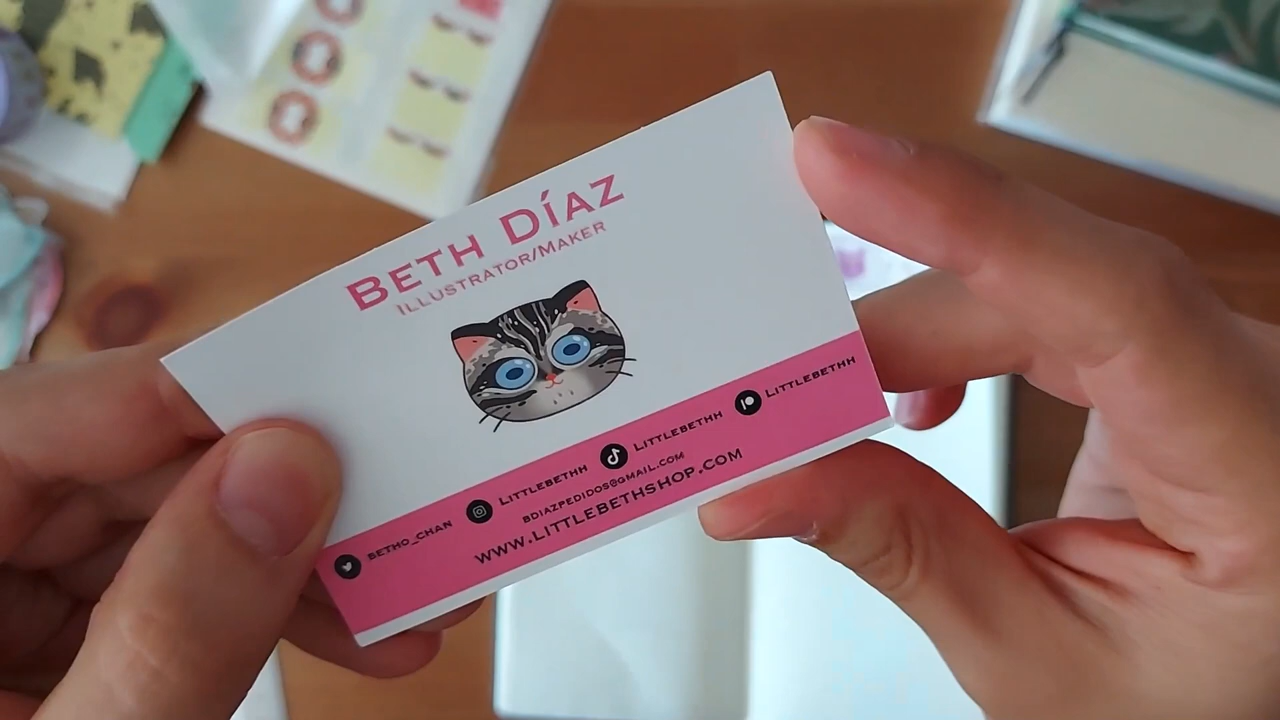 Beth Díaz
Illustrator/Maker
betho_chan Littlebethh Littlebethh Littlebethh
bdiazpedidos@gmail.com
www.littlebethshop.com